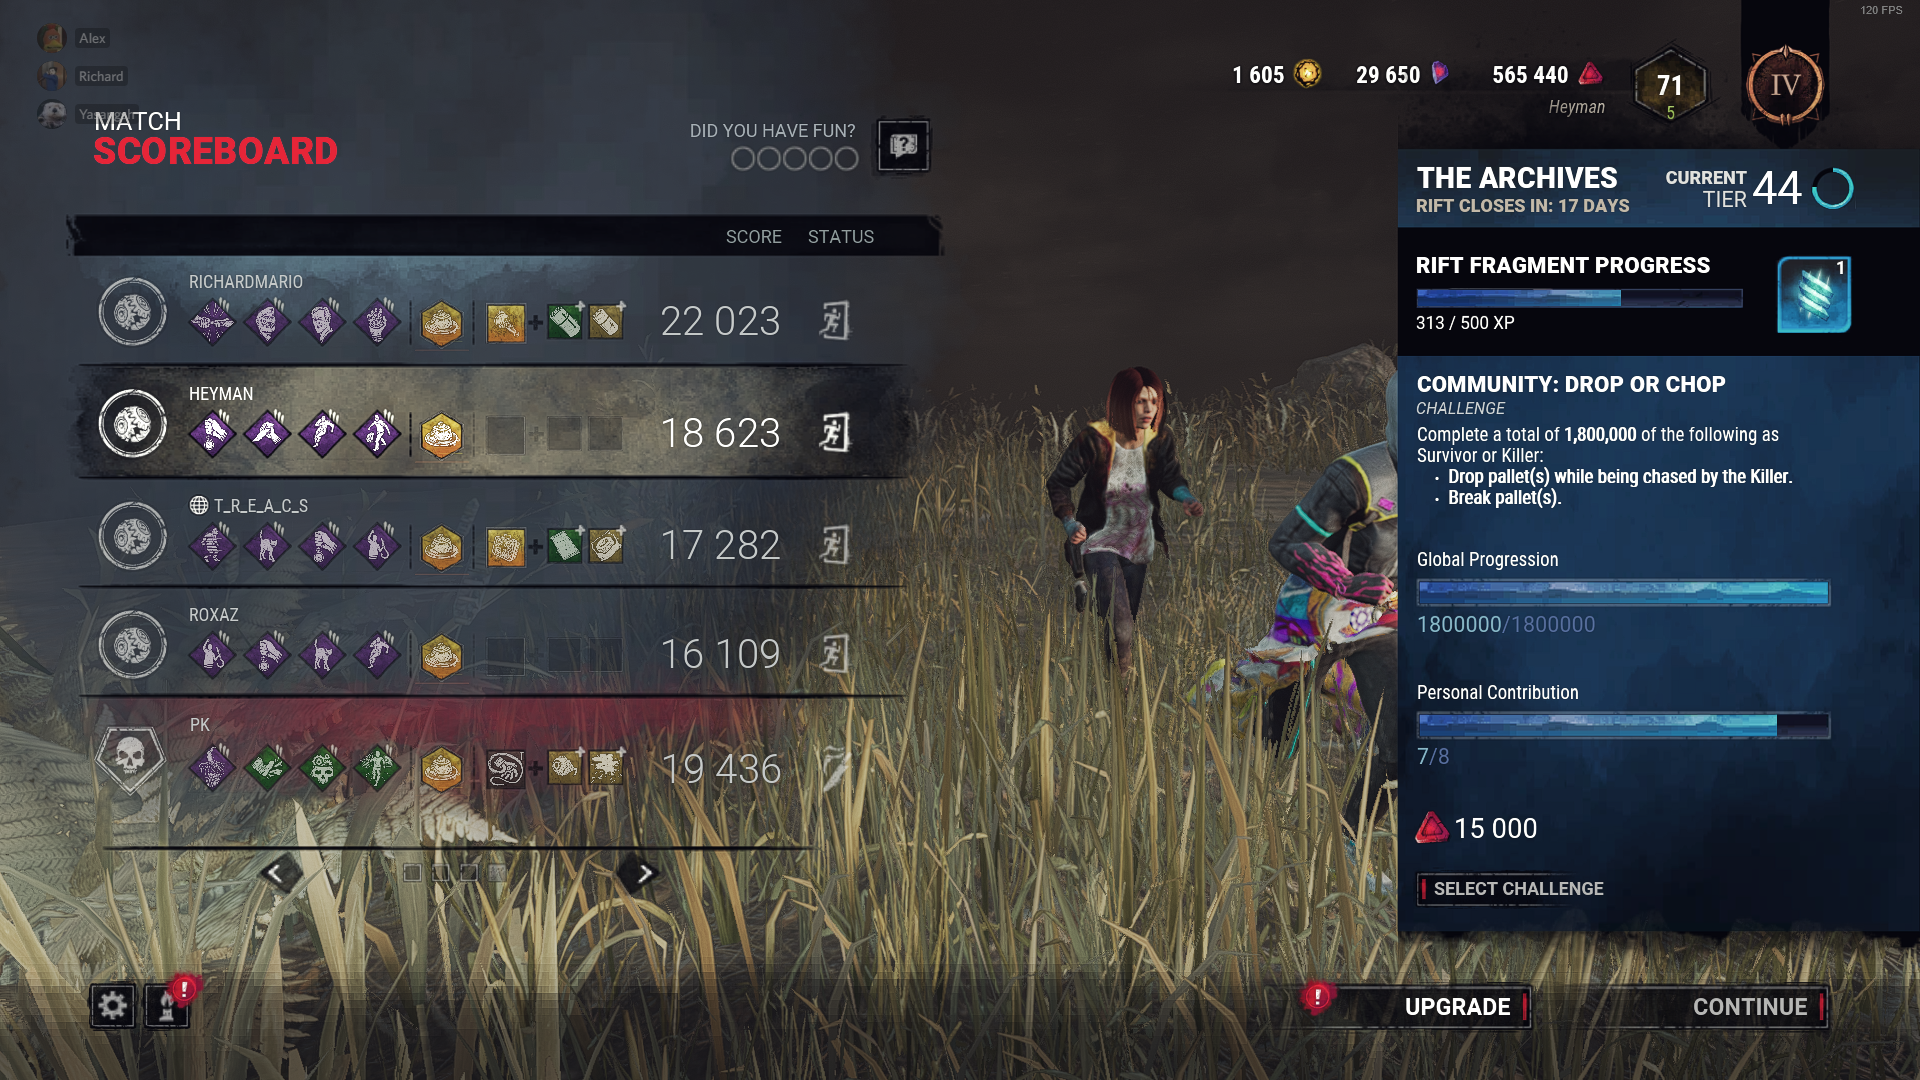 120 FPS
Alex
Richard
MATCH
SCOREBOARD
DID YOU HAVE FUN?
1 605
29 650
565 440
Heyman
71
5
IV
SCORE STATUS
RICHARDMARIO
22 023
HEYMAN
18 623
T_R_E_A_C_S
17 282
ROXAZ
16 109
PK
19 436
THE ARCHIVES
RIFT CLOSES IN: 17 DAYS
CURRENT
TIER 44
RIFT FRAGMENT PROGRESS
1
313 / 500 XP
COMMUNITY: DROP OR CHOP
CHALLENGE
Complete a total of 1,800,000 of the following as
Survivor or Killer:
• Drop pallet(s) while being chased by the Killer.
• Break pallet(s).
Global Progression
1800000/1800000
Personal Contribution
7/8
15 000
SELECT CHALLENGE
UPGRADE
CONTINUE